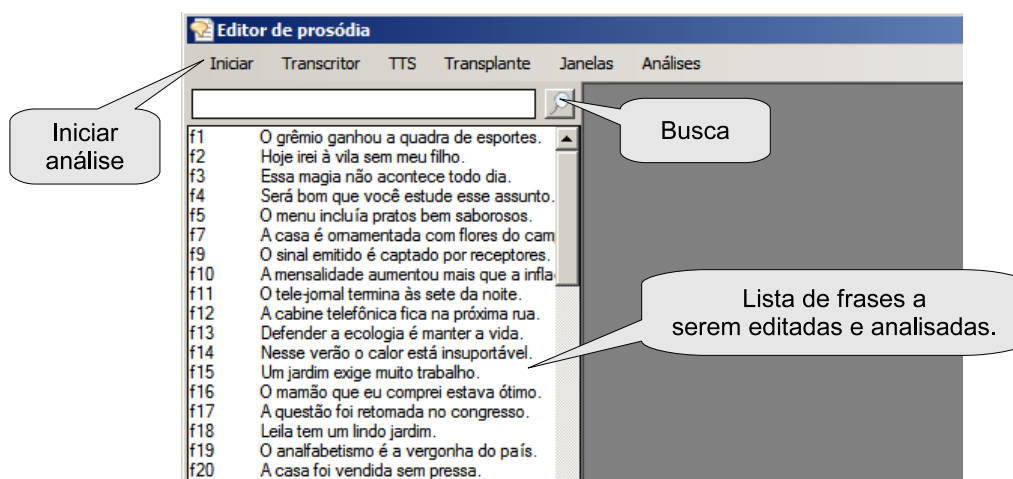 Editor de prosódia
Iniciar Transcritor TTS Transplante Janelas Análises
Iniciar
análise
Busca
f1 O grêmio ganhou a quadra de esportes.
f2 Hoje irei à vila sem meu filho.
f3 Essa magia não acontece todo dia.
f4 Será bom que você estude esse assunto.
f5 O menu incluía pratos bem saborosos.
f7 A casa é ornamentada com flores do cam
f9 O sinal emitido é captado por receptores.
f10 A mensalidade aumentou mais que a infla
f11 O tele-jornal termina às sete da noite.
f12 A cabine telefônica fica na próxima rua.
f13 Defender a ecologia é manter a vida.
f14 Nesse verão o calor está insuportável.
f15 Um jardim exige muito trabalho.
f16 O mamão que eu comprei estava ótimo.
f17 A questão foi retomada no congresso.
f18 Leila tem um lindo jardim.
f19 O analfabetismo é a vergonha do país.
f20 A casa foi vendida sem pressa.
Lista de frases a
serem editadas e analisadas.